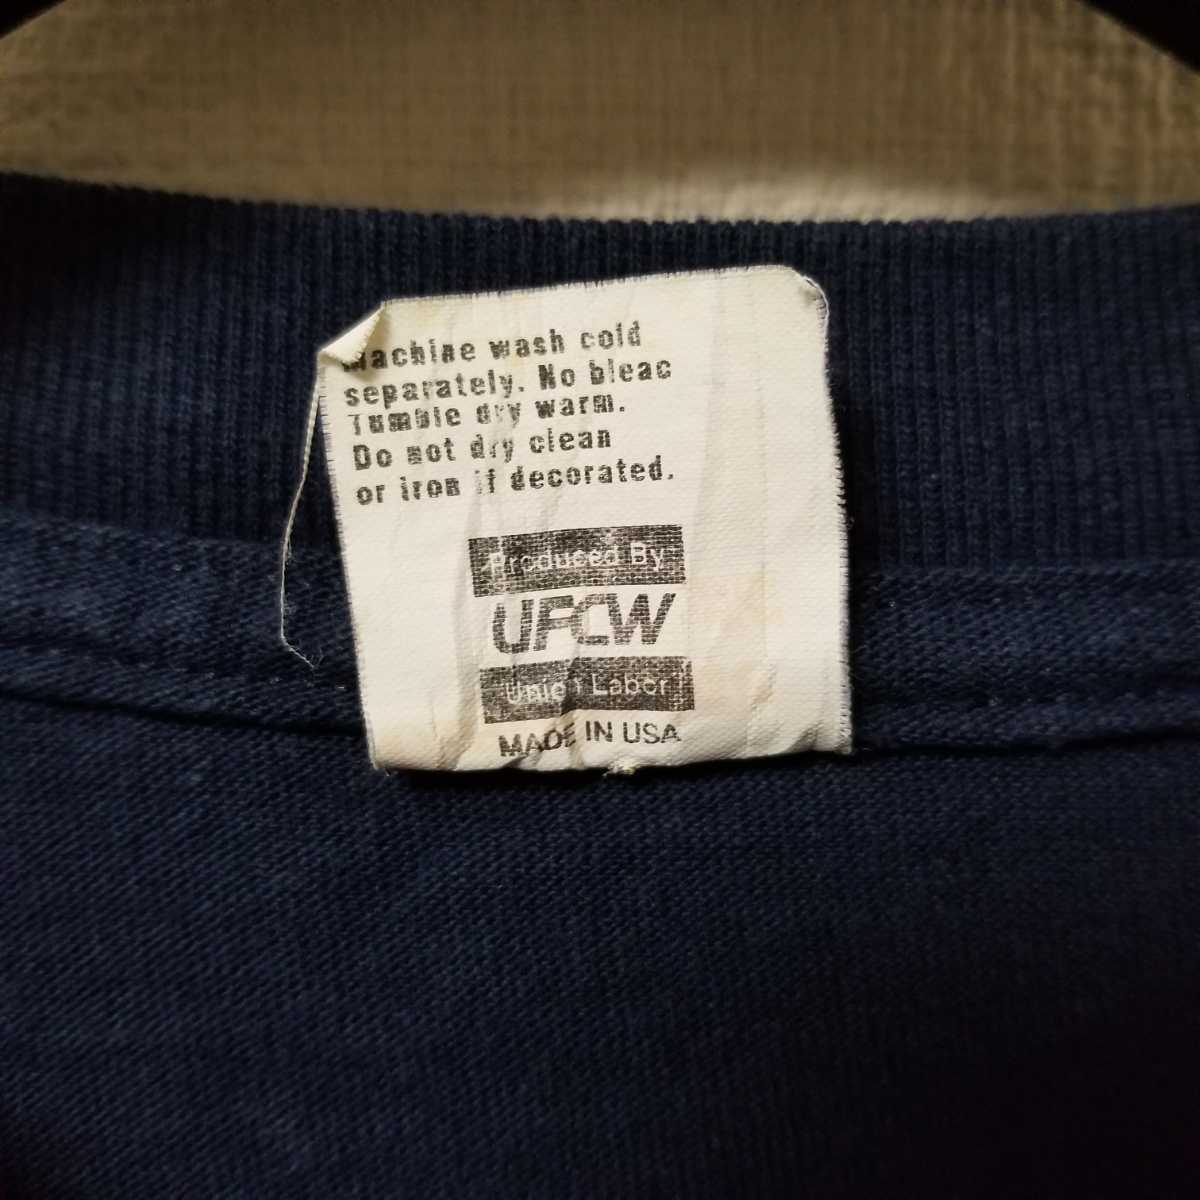 Machine wash cold
separately. No bleac
Tumble dry warm.
Do not dry clean
or iron if decorated.
Produced By
UFCW
Union Labor
MADE IN USA